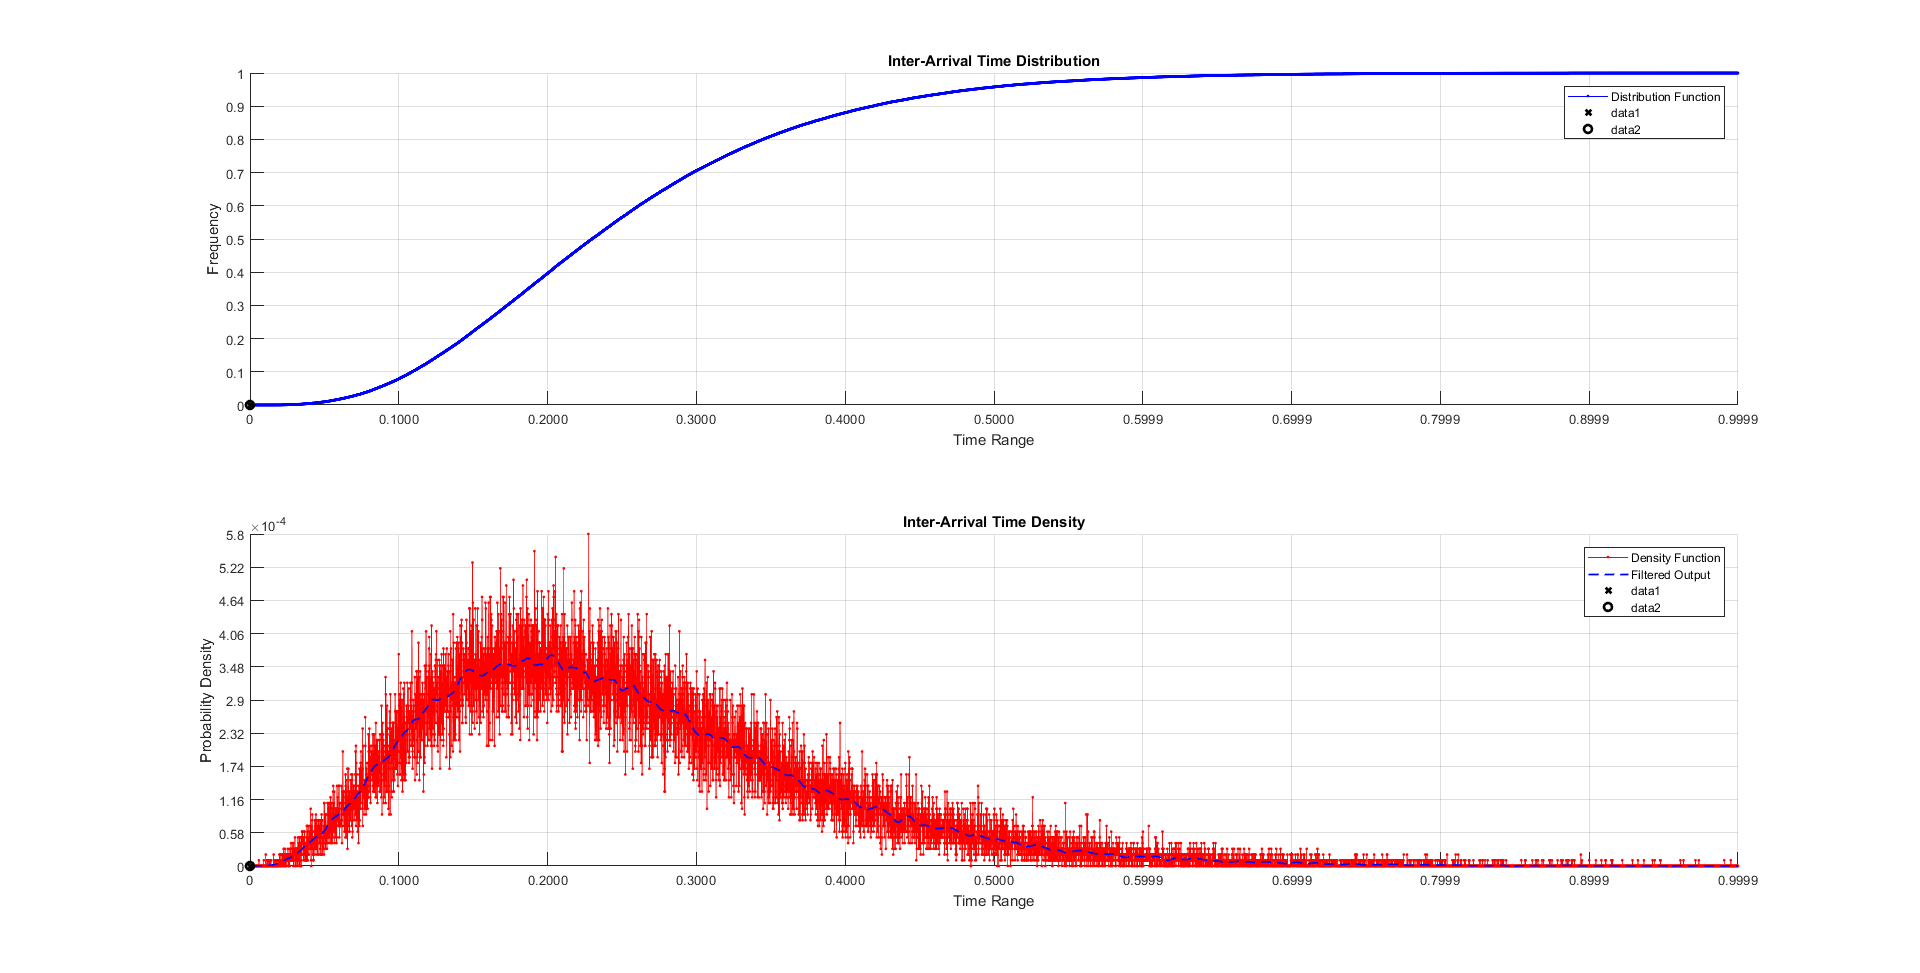 Inter-Arrival Time Distribution
1
0.9
0.8
0.7
0.6
0.5
0.4
0.3
0.2
0.1
0
Frequency
Distribution Function
data1
data2
0 0.1000 0.2000 0.3000 0.4000 0.5000 0.5999 0.6999 0.7999 0.8999 0.9999
Time Range
Inter-Arrival Time Density
×10-4
5.8
5.22
4.64
4.06
3.48
2.9
2.32
1.74
1.16
0.58
0
Probability Density
Density Function
Filtered Output
data1
data2
0 0.1000 0.2000 0.3000 0.4000 0.5000 0.5999 0.6999 0.7999 0.8999 0.9999
Time Range